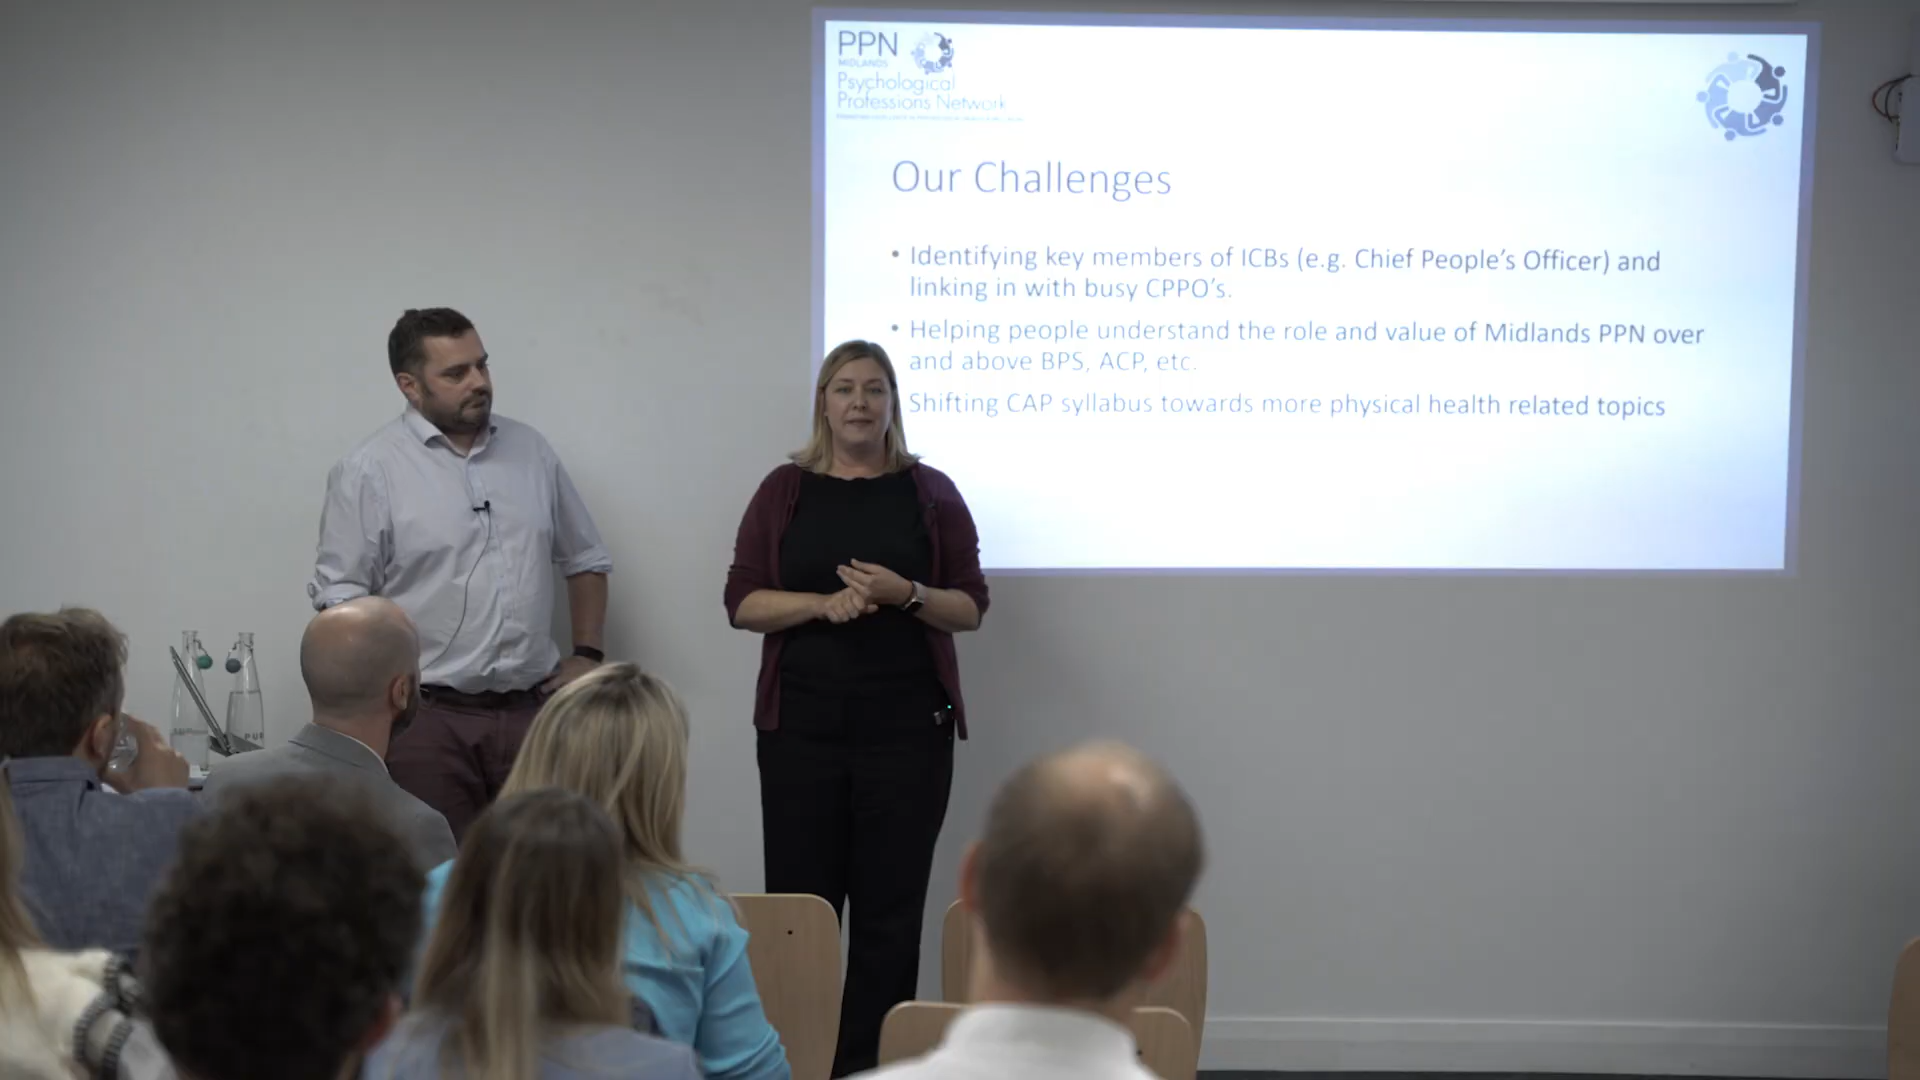 PPN
MIDLANDS
Psychological
Professions Network
Our Challenges
• Identifying key members of ICBs (e.g. Chief People's Officer) and
linking in with busy CPPO's.
• Helping people understand the role and value of Midlands PPN over
and above BPS, ACP, etc.
Shifting CAP syllabus towards more physical health related topics